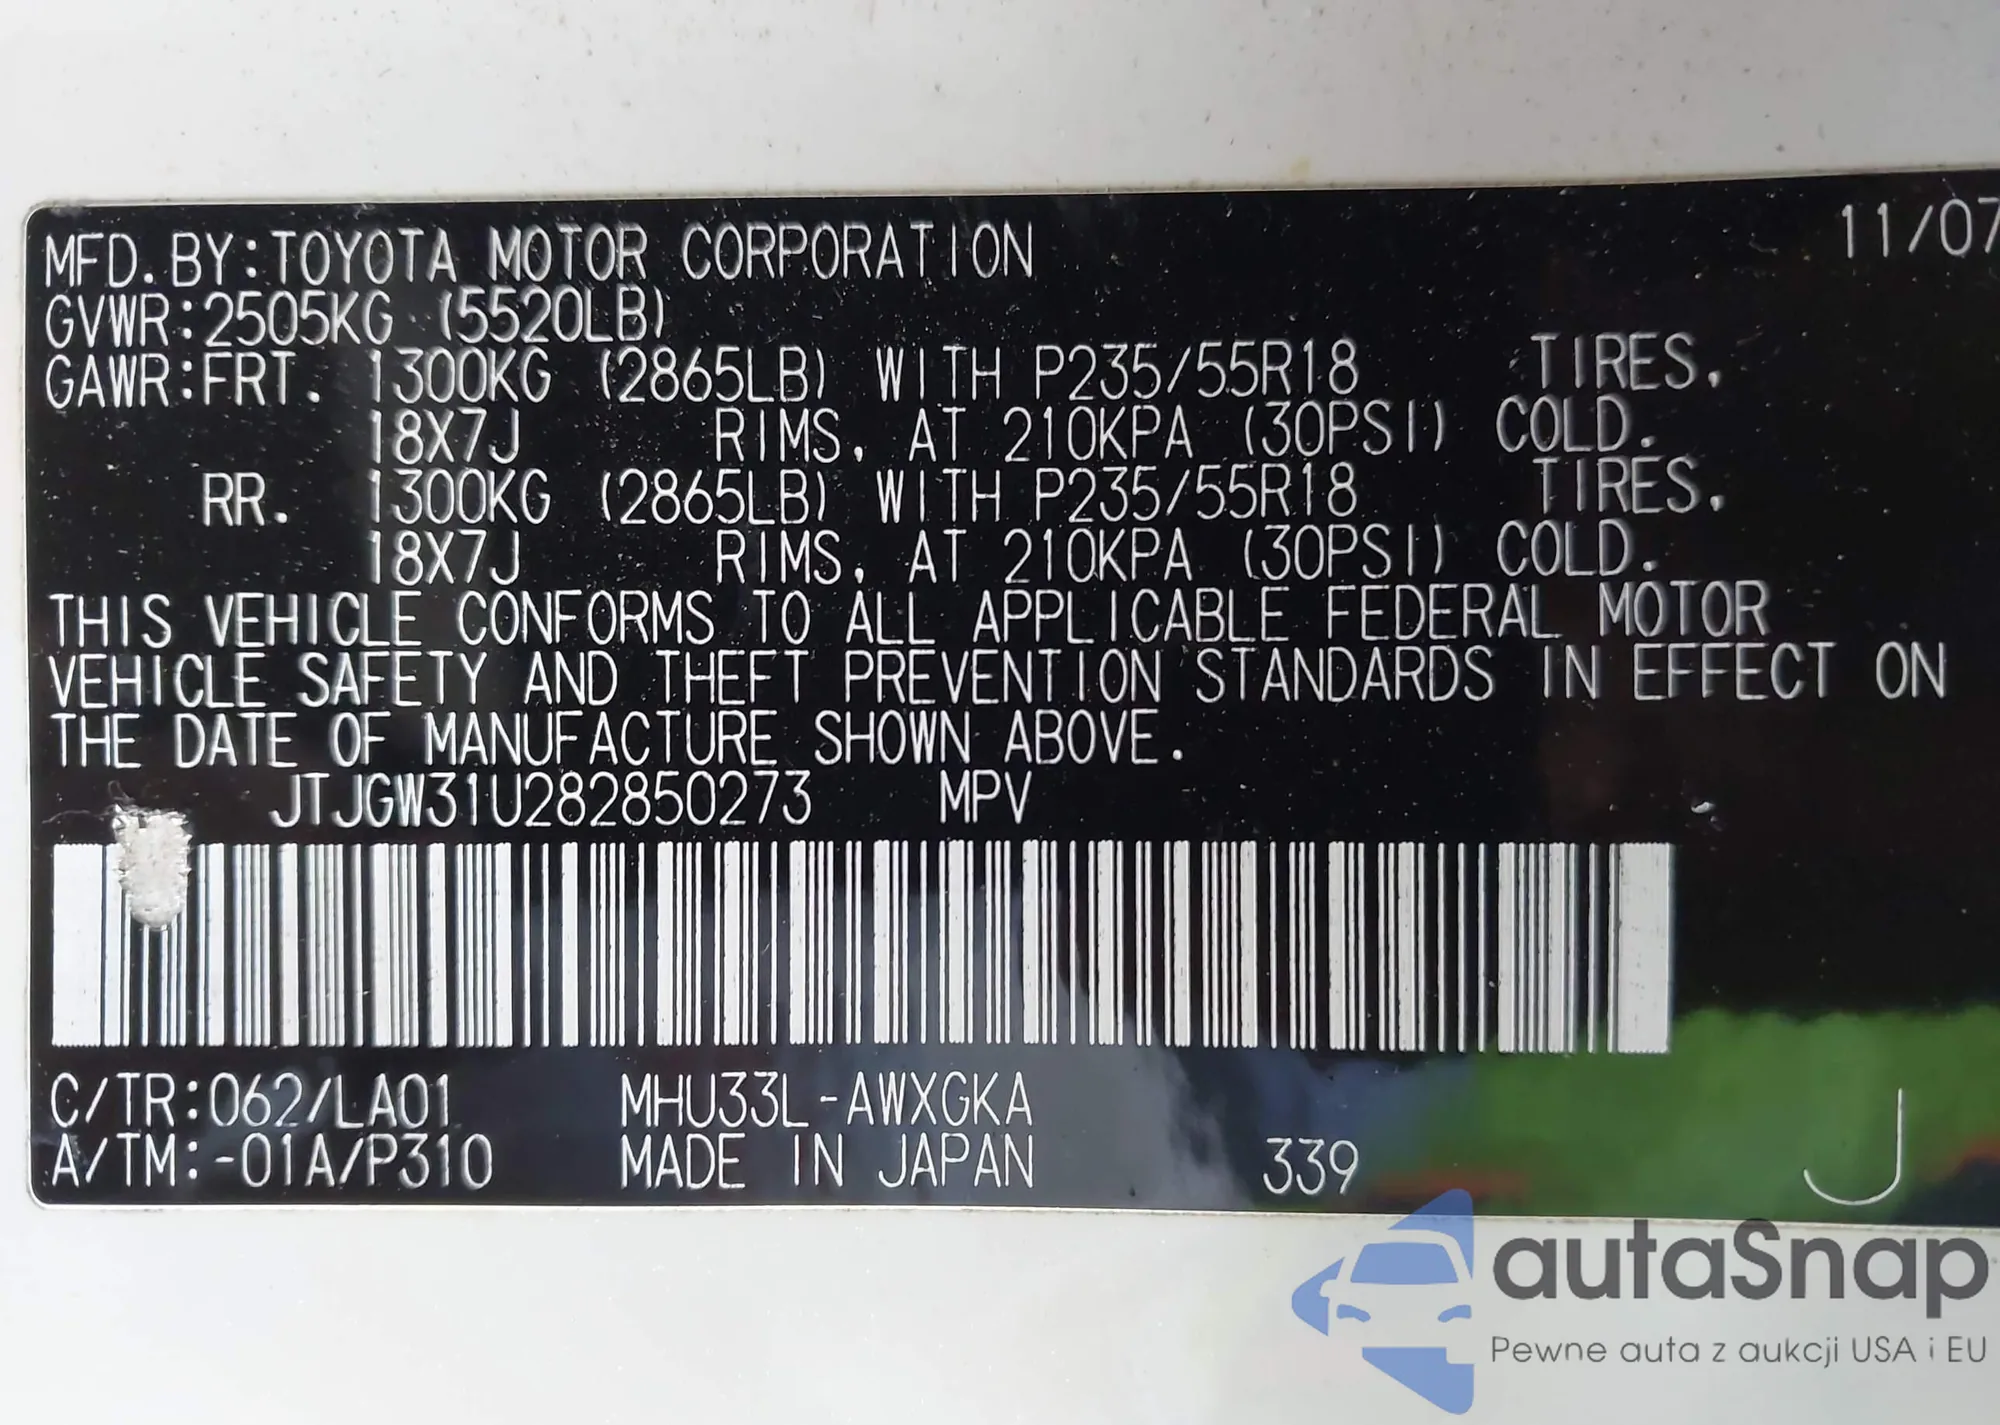 11/07
MFD. BY: TOYOTA MOTOR CORPORATION
GVWR: 2505KG (5520LB)
GAWR: FRT. 1300KG (2865LB) WITH P235/55R18 TIRES,
18X7J RIMS, AT 210KPA (30PSI) COLD.
RR. 1300KG (2865LB) WITH P235/55R18 TIRES,
18X7J RIMS, AT 210KPA (30PSI) COLD.
THIS VEHICLE CONFORMS TO ALL APPLICABLE FEDERAL MOTOR
VEHICLE SAFETY AND THEFT PREVENTION STANDARDS IN EFFECT ON
THE DATE OF MANUFACTURE SHOWN ABOVE.
JTJGW31U282850273 MPV
C/TR: 062/LA01 MHU33L-AWXGKA
A/TM: -01A/P310 MADE IN JAPAN 339 J
autaSnap
Pewne auta z aukcji USA i EU